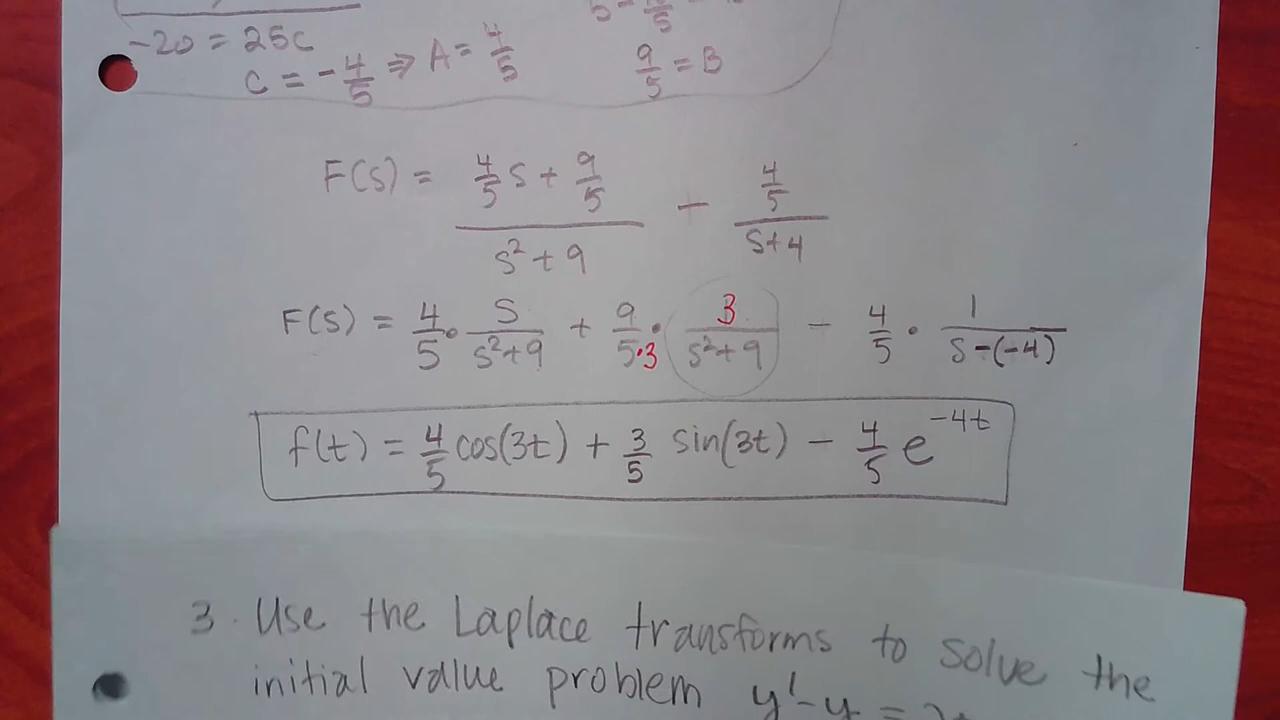 -20 = 25C
C = -4/5 ⇒ A = 4/5
9/5 = B
F(s) = (4/5 s + 9/5)/(s²+9) - (4/5)/(s+4)
F(s) = 4/5 · s/(s²+9) + 9/(5·3) · 3/(s²+9) - 4/5 · 1/(s-(-4))
f(t) = 4/5 cos(3t) + 3/5 sin(3t) - 4/5 e^(-4t)
3. Use the Laplace transforms to solve the
initial value problem y'-y =